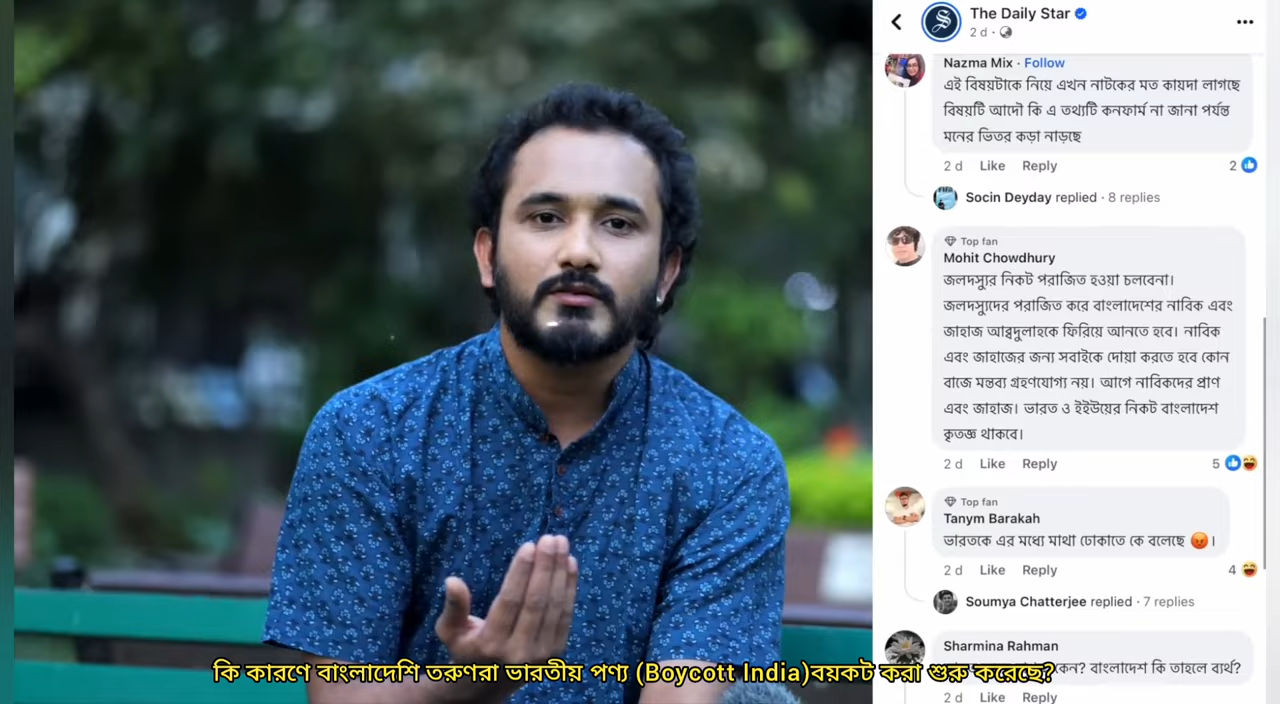 The Daily Star
2 d
Nazma Mix · Follow
এই বিষয়টাকে নিয়ে এখন নাটকের মত কায়দা লাগছে
বিষয়টি আদৌ কি এ তথ্যটি কনফার্ম না জানা পর্যন্ত
মনের ভিতর কড়া নাড়ছে
2 d Like Reply 2
Socin Deyday replied · 8 replies
Top fan
Mohit Chowdhury
জলদস্যুর নিকট পরাজিত হওয়া চলবেনা।
জলদস্যুদের পরাজিত করে বাংলাদেশের নাবিক এবং
জাহাজ আব্বদুলাহকে ফিরিয়ে আনতে হবে। নাবিক
এবং জাহাজের জন্য সবাইকে দোয়া করতে হবে কোন
বাজে মন্তব্য গ্রহণযোগ্য নয়। আগে নাবিকদের প্রাণ
এবং জাহাজ। ভারত ও ইইউয়ের নিকট বাংলাদেশ
কৃতজ্ঞ থাকবে।
2 d Like Reply 5
Top fan
Tanym Barakah
ভারতকে এর মধ্যে মাথা ঢোকাতে কে বলেছে 😡।
2 d Like Reply 4
Soumya Chatterjee replied · 7 replies
Sharmina Rahman
কেন? বাংলাদেশ কি তাহলে ব্যর্থ?
2 d Like Reply
কি কারণে বাংলাদেশি তরুণরা ভারতীয় পণ্য (Boycott India)বয়কট করা শুরু করেছে?